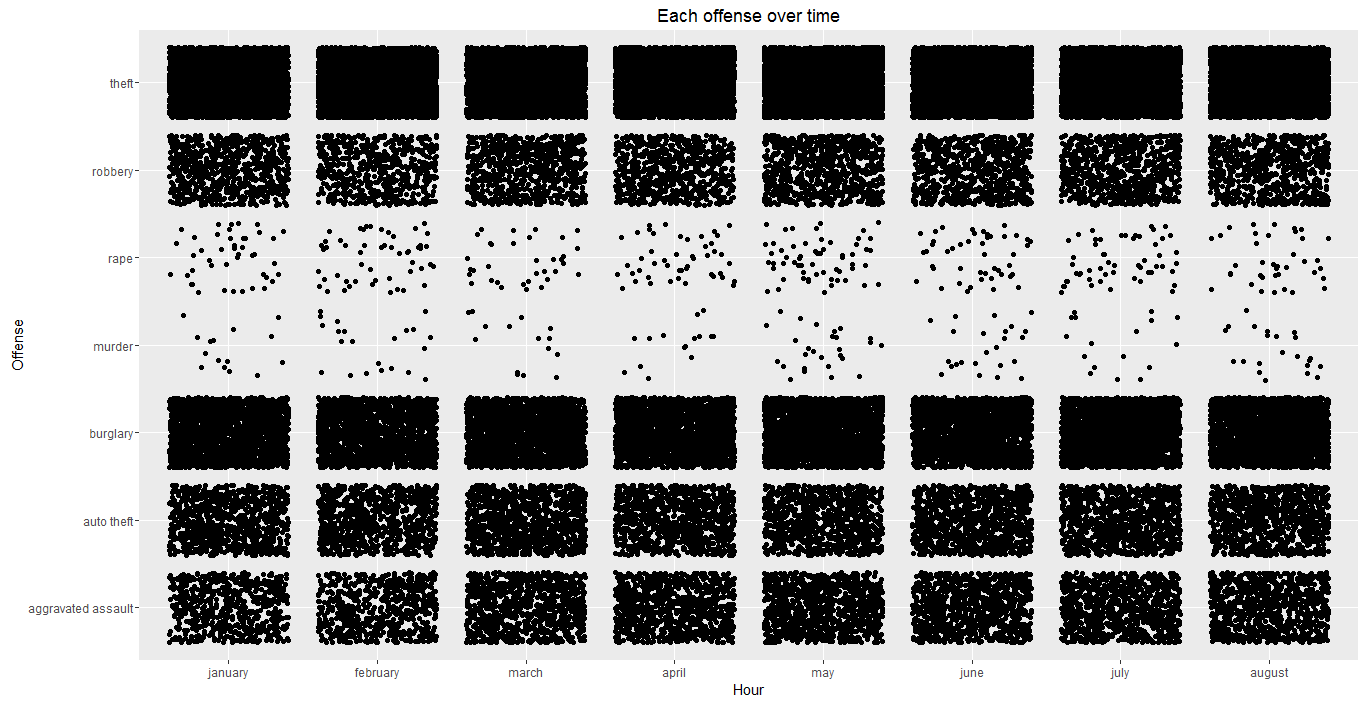 Each offense over time
Offense
theft
robbery
rape
murder
burglary
auto theft
aggravated assault
january
february
march
april
may
june
july
august
Hour